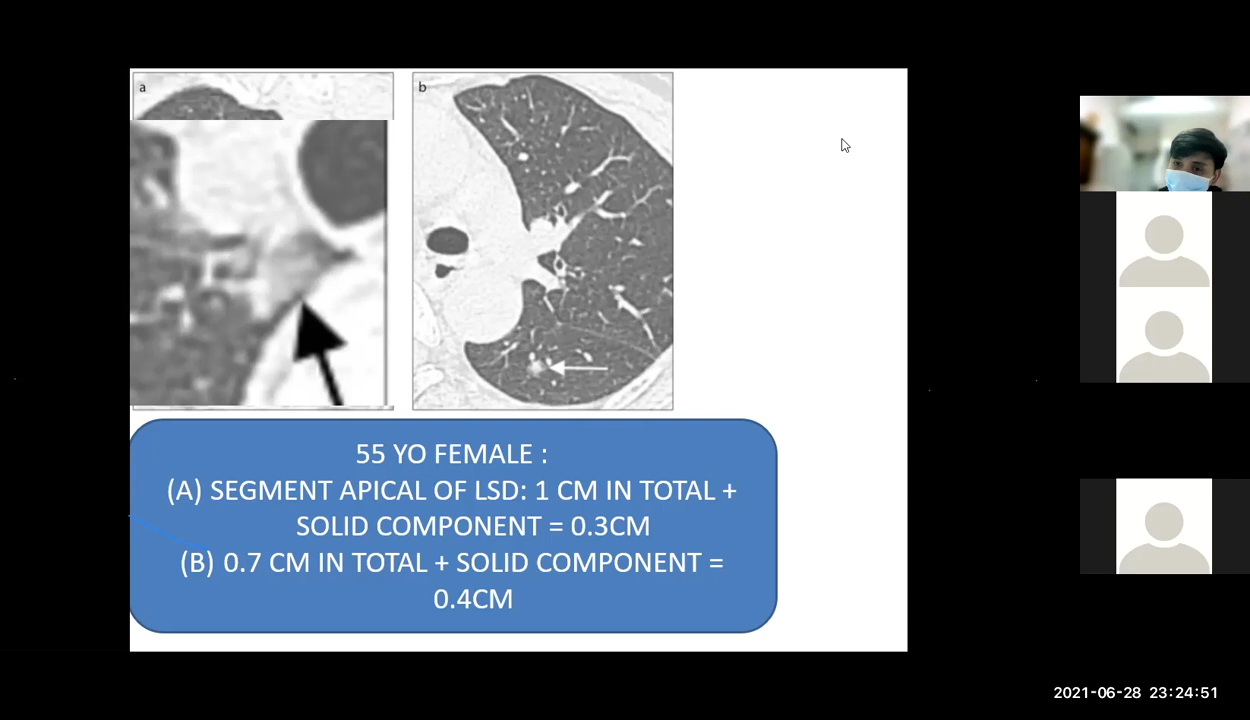 a
b
55 YO FEMALE :
(A) SEGMENT APICAL OF LSD: 1 CM IN TOTAL +
SOLID COMPONENT = 0.3CM
(B) 0.7 CM IN TOTAL + SOLID COMPONENT =
0.4CM
2021-06-28 23:24:51